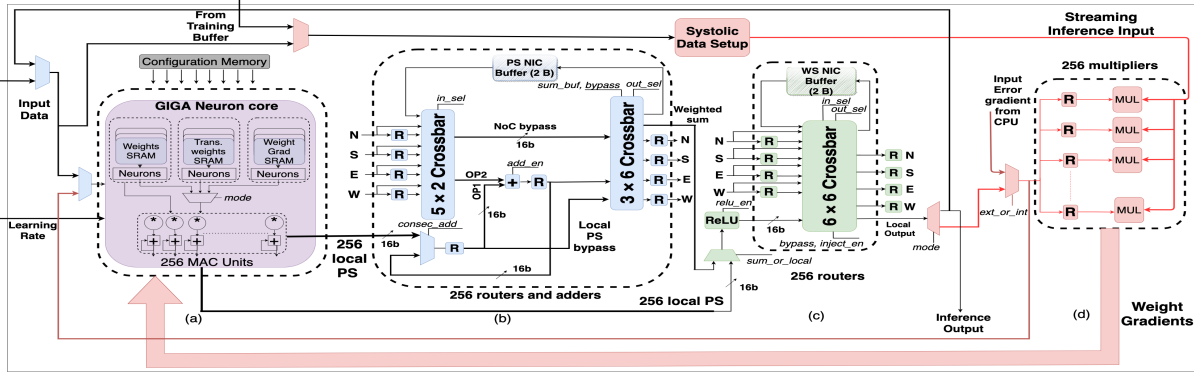 From
Training
Buffer
Systolic
Data Setup
Streaming
Inference Input
Configuration Memory
Input
Data
GIGA Neuron core
Weights
SRAM
Trans.
weights
SRAM
Weight
Grad SRAM
Neurons
Neurons
Neurons
mode
*
*
*
*
+
+
+
+
256 MAC Units
Learning
Rate
(a)
256
local
PS
PS NIC
Buffer (2 B)
sum_buf, bypass
out_sel
in_sel
N
S
E
W
R
R
R
R
5 × 2 Crossbar
NoC bypass
16b
add_en
OP2
OP1
+
R
16b
consec_add
16b
R
Local
PS
bypass
16b
3 × 6 Crossbar
R
R
R
R
N
S
E
W
Weighted
sum
256 routers and adders
(b)
256 local PS
16b
WS NIC
Buffer (2 B)
in_sel
out_sel
N
S
E
W
R
R
R
R
relu_en
ReLU
16b
6 × 6 Crossbar
R
R
R
R
N
S
E
W
Local
Output
mode
bypass, inject_en
sum_or_local
256 routers
(c)
Inference
Output
Input
Error
gradient
from
CPU
ext_or_int
256 multipliers
R
MUL
R
MUL
R
MUL
R
MUL
(d)
Weight
Gradients